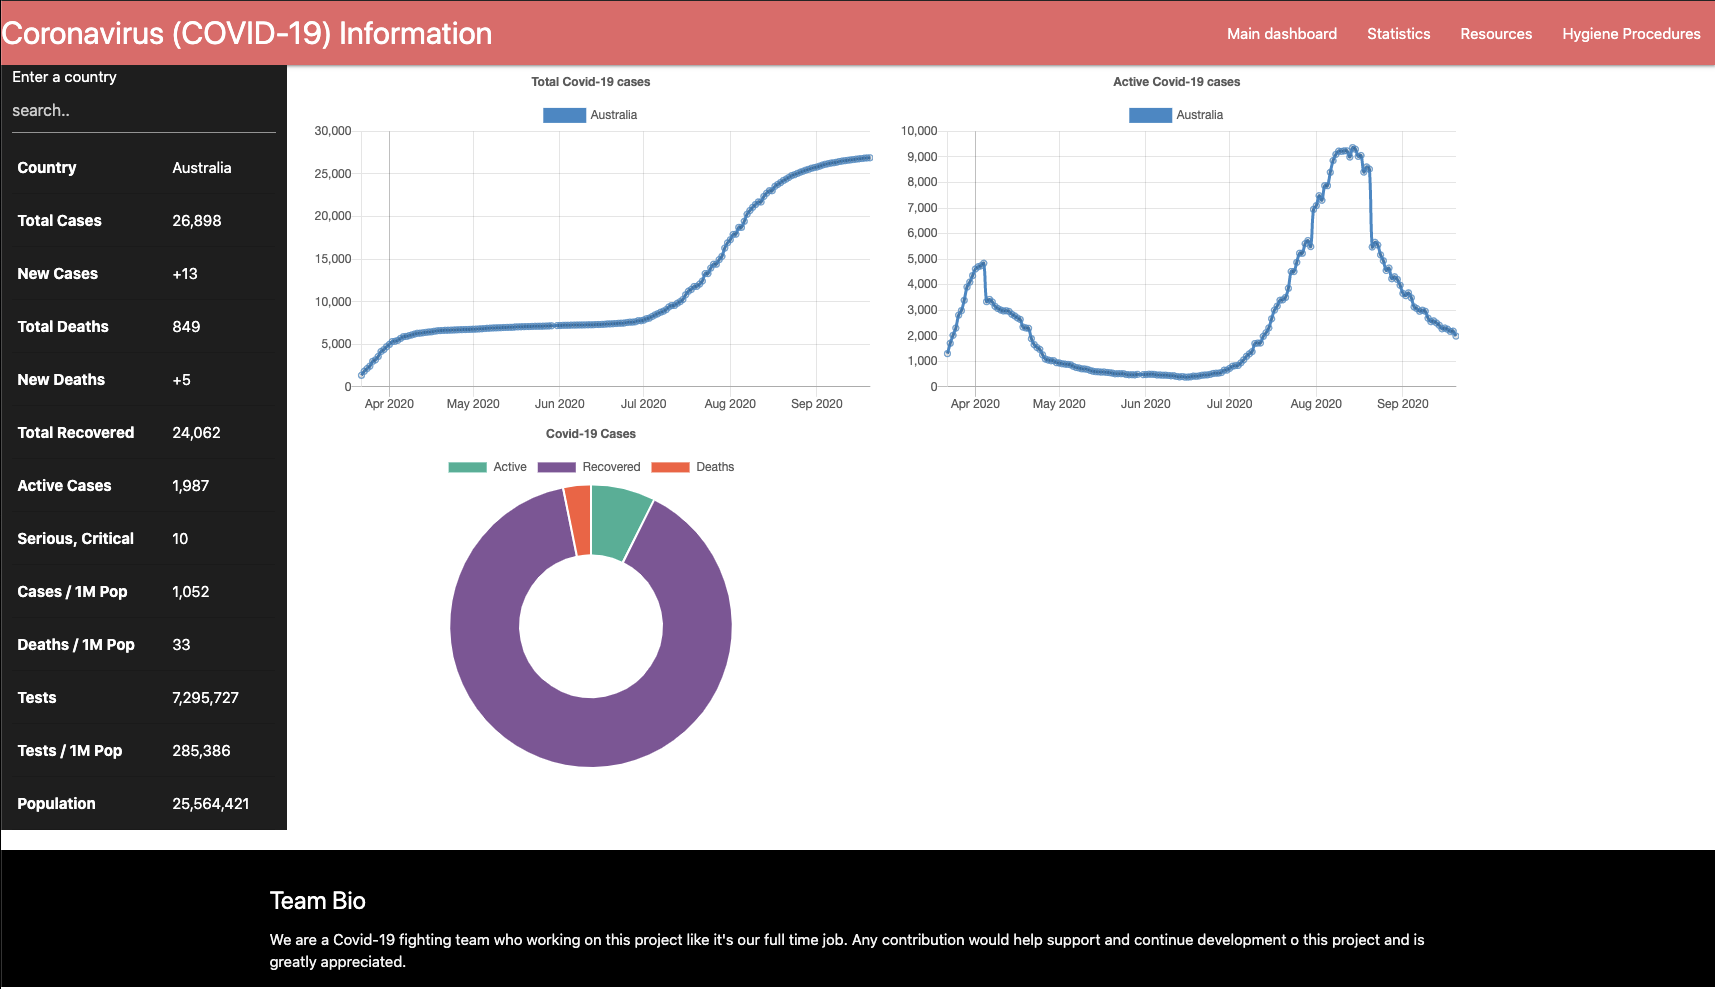 Coronavirus (COVID-19) Information
Main dashboard Statistics Resources Hygiene Procedures
Enter a country
search..
Country Australia
Total Cases 26,898
New Cases +13
Total Deaths 849
New Deaths +5
Total Recovered 24,062
Active Cases 1,987
Serious, Critical 10
Cases / 1M Pop 1,052
Deaths / 1M Pop 33
Tests 7,295,727
Tests / 1M Pop 285,386
Population 25,564,421
Total Covid-19 cases
Australia
30,000
25,000
20,000
15,000
10,000
5,000
0
Apr 2020 May 2020 Jun 2020 Jul 2020 Aug 2020 Sep 2020
Active Covid-19 cases
Australia
10,000
9,000
8,000
7,000
6,000
5,000
4,000
3,000
2,000
1,000
0
Apr 2020 May 2020 Jun 2020 Jul 2020 Aug 2020 Sep 2020
Covid-19 Cases
Active Recovered Deaths
Team Bio
We are a Covid-19 fighting team who working on this project like it's our full time job. Any contribution would help support and continue development o this project and is
greatly appreciated.